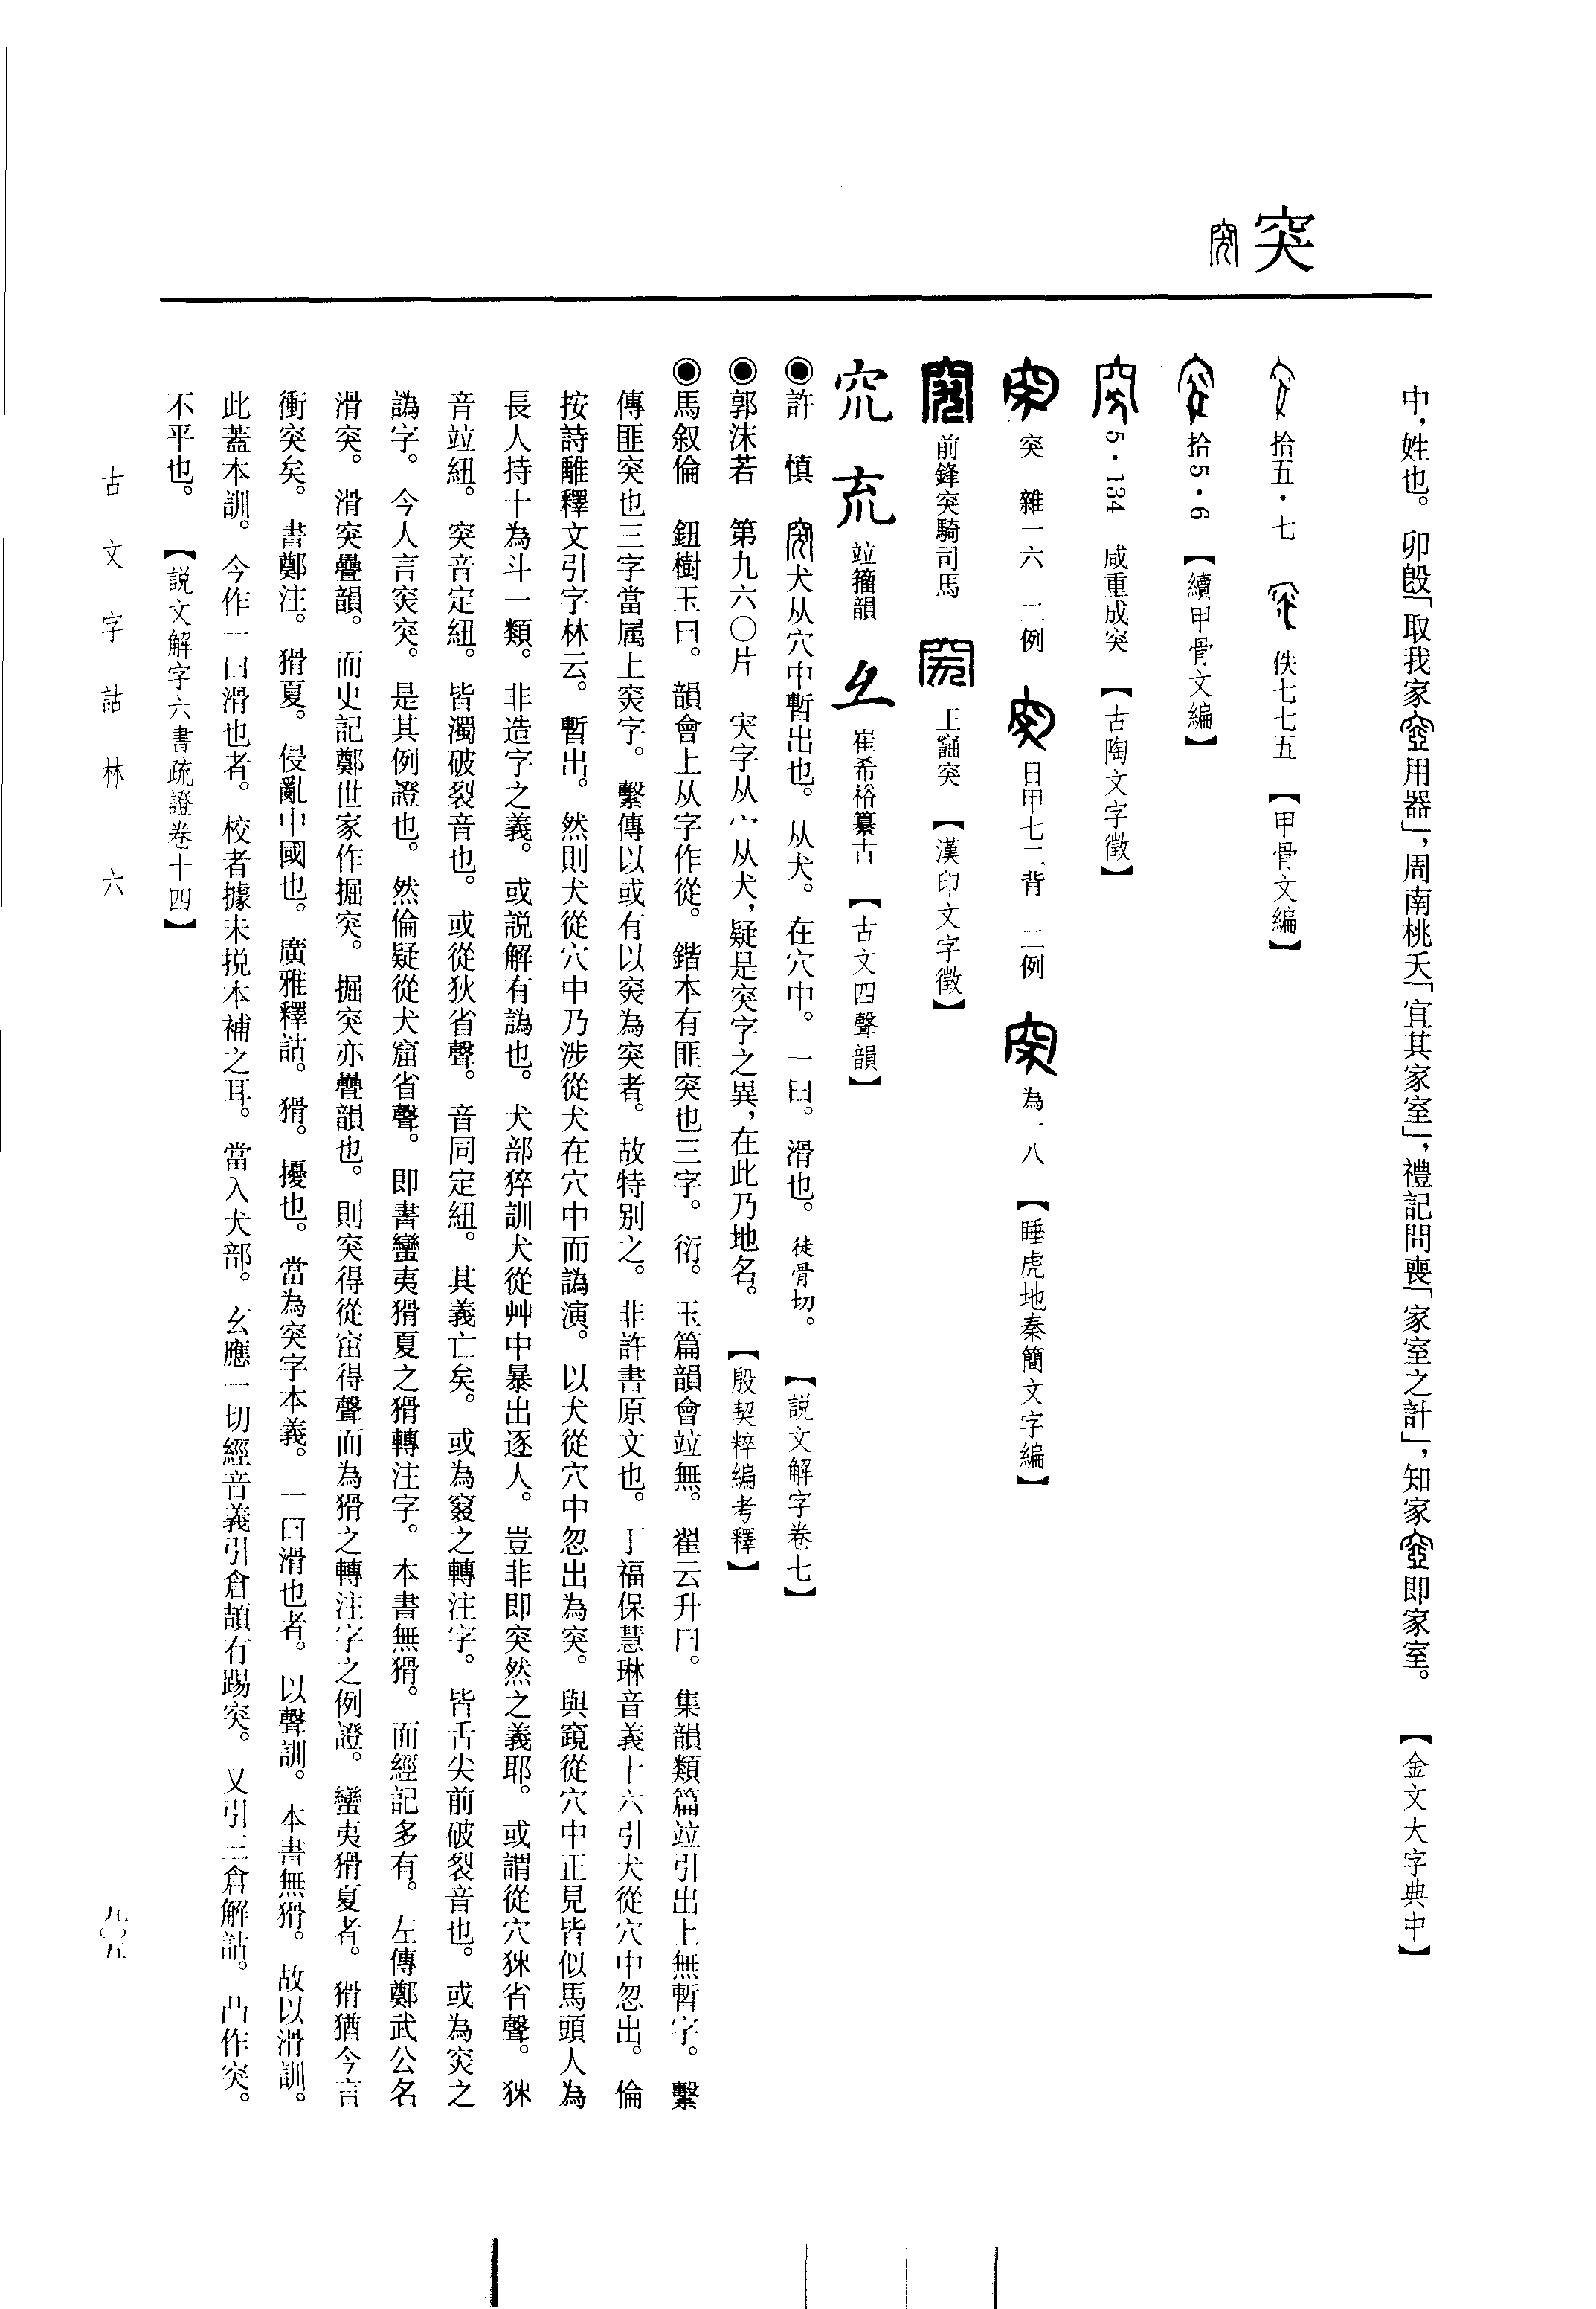 突
中，姓也。卯𣪘「取我家用器」，周南桃夭「宜其家室」，禮記問喪「家室之計」，知家即家室。【金文大字典中】
拾五·七 佚七七五 【甲骨文編】
拾5·6 【續甲骨文編】
5·134 咸重成突 【古陶文字徵】
突 雜一六 二例 日甲七二背 二例 為一八 【睡虎地秦簡文字編】
前鋒突騎司馬 王突 【漢印文字徵】
竝籀韻 崔希裕纂古 【古文四聲韻】
◉許 慎 犬从穴中暫出也。从犬。在穴中。一曰。滑也。徒骨切。 【説文解字卷七】
◉郭沫若 第九六〇片 㝊字从宀从犬，疑是突字之異，在此乃地名。 【殷契粹編考釋】
◉馬叙倫 鈕樹玉曰。韻會上从字作從。鍇本有匪突也三字。衍。玉篇韻會竝無。翟云升曰。集韻類篇竝引出上無暫字。繫
傳匪突也三字當属上突字。繫傳以或有以突為突者。故特別之。非許書原文也。丁福保慧琳音義十六引犬從穴中忽出。倫
按詩離釋文引字林云。暫出。然則犬從穴中乃涉從犬在穴中而譌演。以犬從穴中忽出為突。與竀從穴中正見皆似馬頭人為
長人持十為斗一類。非造字之義。或説解有譌也。犬部猝訓犬從艸中暴出逐人。豈非即突然之義耶。或謂從穴㹤省聲。㹤
音竝紐。突音定紐。皆濁破裂音也。或從狄省聲。音同定紐。其義亡矣。或為竅之轉注字。皆舌尖前破裂音也。或為突之
譌字。今人言突突。是其例證也。然倫疑從犬窟省聲。即書蠻夷猾夏之猾轉注字。本書無猾。而經記多有。左傳鄭武公名
滑突。滑突疊韻。而史記鄭世家作掘突。掘突亦疊韻也。則突得從窋得聲而為猾之轉注字之例證。蠻夷猾夏者。猾猶今言
衝突矣。書鄭注。猾夏。侵亂中國也。廣雅釋詁。猾。擾也。當為突字本義。一曰滑也者。以聲訓。本書無猾。故以滑訓。
此蓋本訓。今作一曰滑也者。校者據未捝本補之耳。當入犬部。玄應一切經音義引倉頡有踢突。又引三倉解詁。凸作突。
不平也。 【説文解字六書疏證卷十四】
古文字詁林 六
九〇五